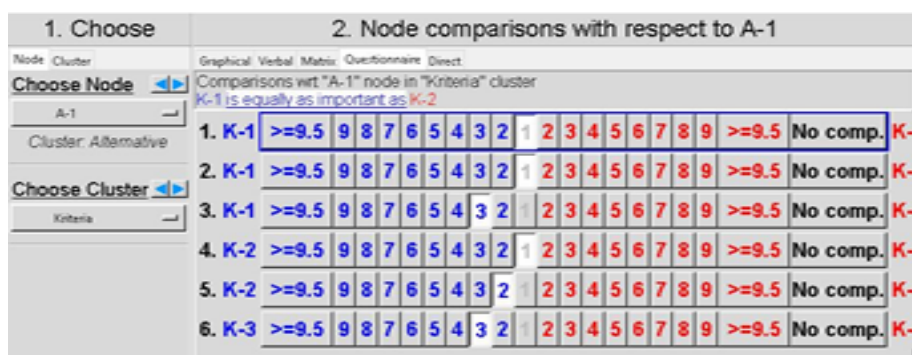 1. Choose
2. Node comparisons with respect to A-1
Node Cluster
Graphical Verbal Matrix Questionnaire Direct
Choose Node
Comparisons wrt "A-1" node in "Kriteria" cluster
K-1 is equally as important as K-2
A-1
Cluster: Alternative
1. K-1 >=9.5 9 8 7 6 5 4 3 2 1 2 3 4 5 6 7 8 9 >=9.5 No comp. K-
2. K-1 >=9.5 9 8 7 6 5 4 3 2 1 2 3 4 5 6 7 8 9 >=9.5 No comp. K-
Choose Cluster
Kriteria
3. K-1 >=9.5 9 8 7 6 5 4 3 2 1 2 3 4 5 6 7 8 9 >=9.5 No comp. K-
4. K-2 >=9.5 9 8 7 6 5 4 3 2 1 2 3 4 5 6 7 8 9 >=9.5 No comp. K-
5. K-2 >=9.5 9 8 7 6 5 4 3 2 1 2 3 4 5 6 7 8 9 >=9.5 No comp. K-
6. K-3 >=9.5 9 8 7 6 5 4 3 2 1 2 3 4 5 6 7 8 9 >=9.5 No comp. K-